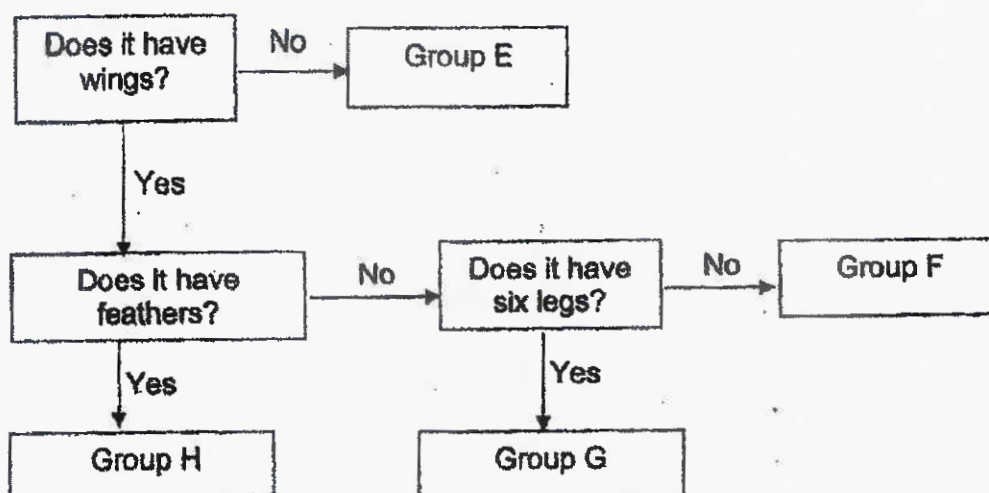 Does it have
wings?
No
Group E
Yes
Does it have
feathers?
No
Does it have
six legs?
No
Group F
Yes
Yes
Group H
Group G